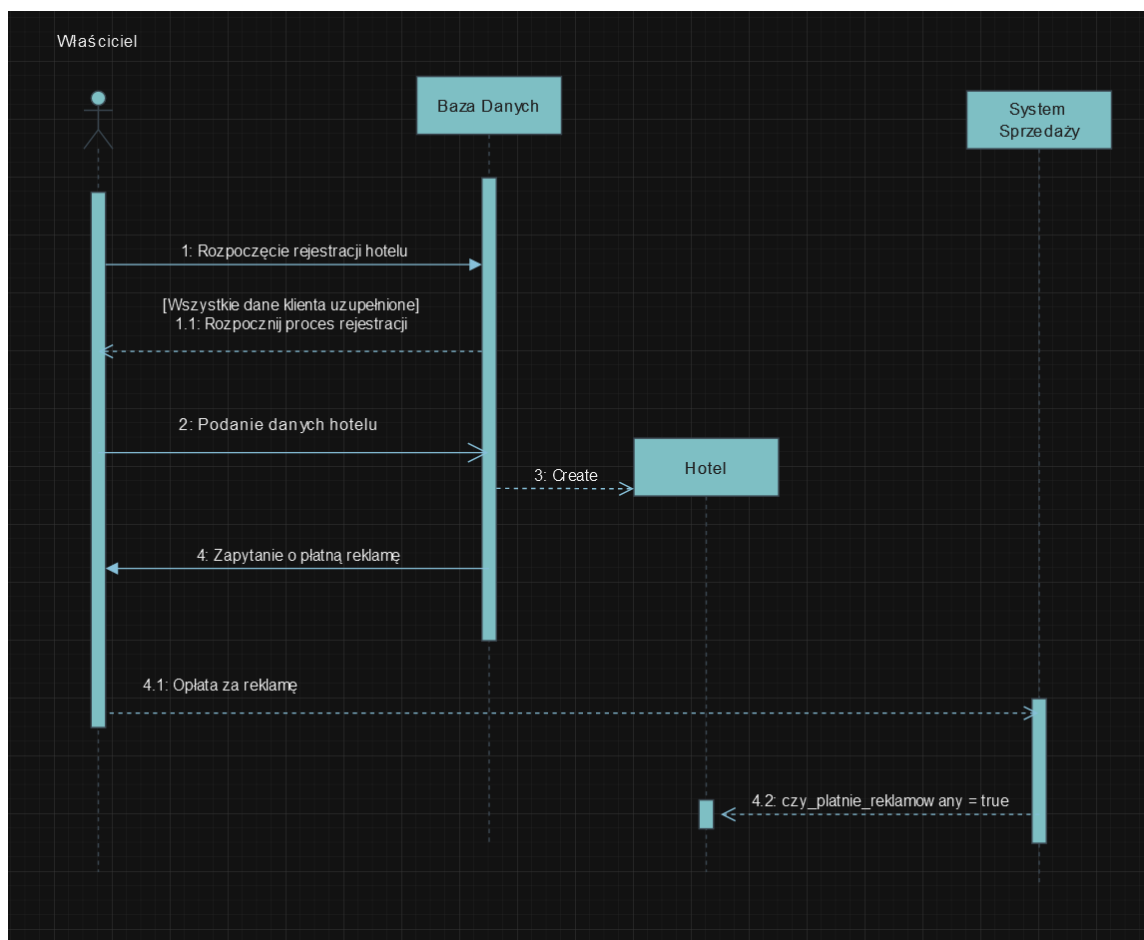 Właściciel
Baza Danych
System
Sprzedaży
1: Rozpoczęcie rejestracji hotelu
[Wszystkie dane klienta uzupełnione]
1.1: Rozpocznij proces rejestracji
2: Podanie danych hotelu
3: Create
Hotel
4: Zapytanie o płatną reklamę
4.1: Opłata za reklamę
4.2: czy_platnie_reklamowany = true